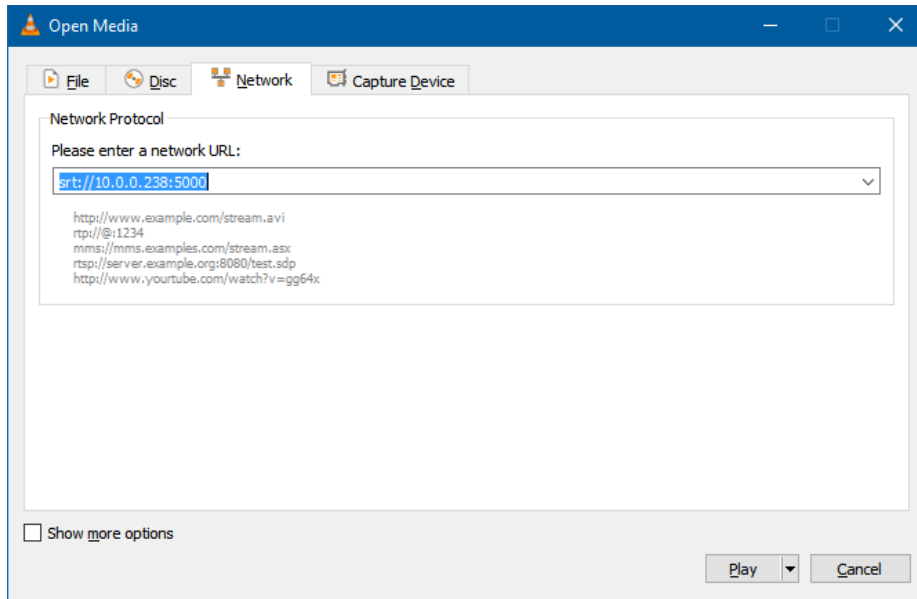 Open Media
File
Disc
Network
Capture Device
Network Protocol
Please enter a network URL:
srt://10.0.0.238:5000
http://www.example.com/stream.avi
rtp://@:1234
mms://mms.examples.com/stream.asx
rtsp://server.example.org:8080/test.sdp
http://www.yourtube.com/watch?v=gg64x
Show more options
Play
Cancel